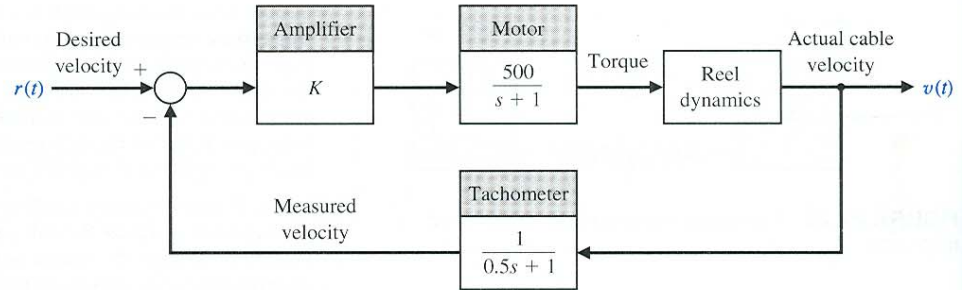 Desired
velocity +
r(t)
−
Amplifier
K
Motor
500
s + 1
Torque
Reel
dynamics
Actual cable
velocity
v(t)
Measured
velocity
Tachometer
1
0.5s + 1